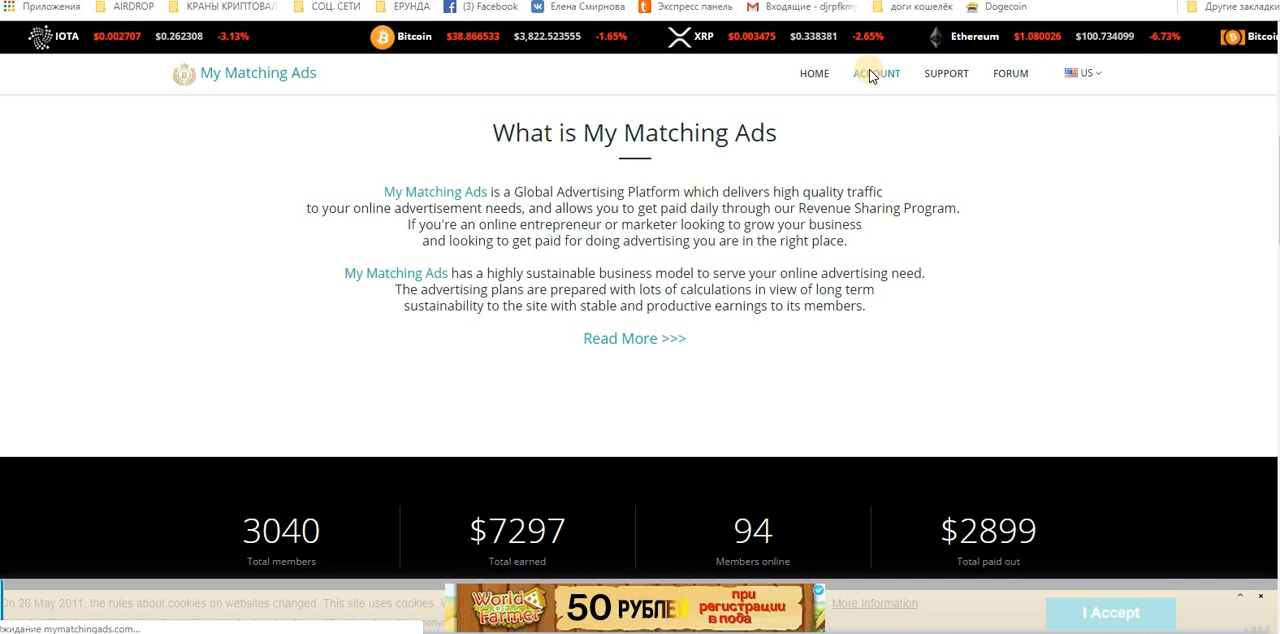 Приложения AIRDROP КРАНЫ КРИПТОВАЛ СОЦ. СЕТИ ЕРУНДА (3) Facebook Елена Смирнова Экспресс панель Входящие - djrpfkmy доги кошелёк Dogecoin Другие закладки
IOTA $0.002707 $0.262308 -3.13% Bitcoin $38.866533 $3,822.523555 -1.65% XRP $0.003475 $0.338381 -2.65% Ethereum $1.080026 $100.734099 -6.73% Bitcoi
My Matching Ads HOME ACCOUNT SUPPORT FORUM US
What is My Matching Ads
My Matching Ads is a Global Advertising Platform which delivers high quality traffic
to your online advertisement needs, and allows you to get paid daily through our Revenue Sharing Program.
If you're an online entrepreneur or marketer looking to grow your business
and looking to get paid for doing advertising you are in the right place.
My Matching Ads has a highly sustainable business model to serve your online advertising need.
The advertising plans are prepared with lots of calculations in view of long term
sustainability to the site with stable and productive earnings to its members.
Read More >>>
3040 $7297 94 $2899
Total members Total earned Members online Total paid out
On 26 May 2011, the rules about cookies on websites changed. This site uses cookies. More Information
World of Farmer 50 РУБЛЕЙ при регистрации в подарок
I Accept
Ожидание mymatchingads.com...